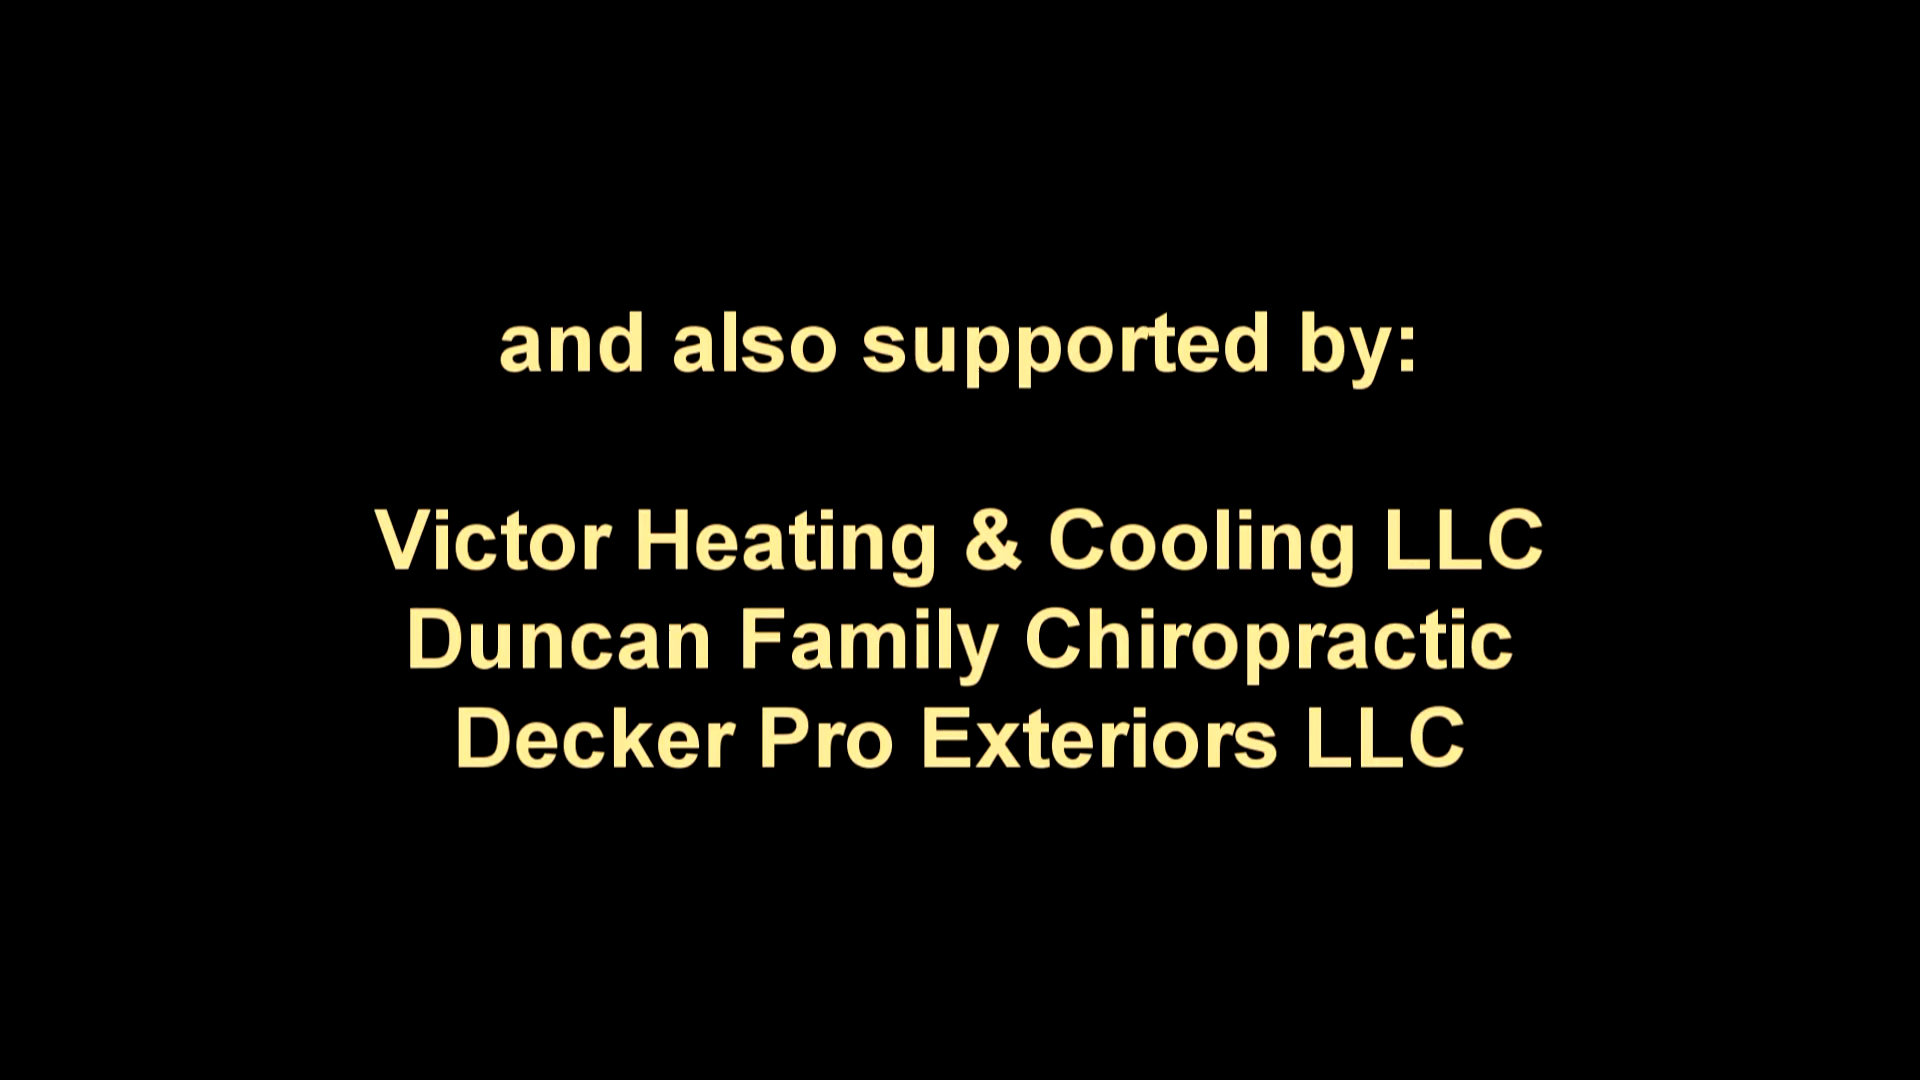 and also supported by:
Victor Heating & Cooling LLC
Duncan Family Chiropractic
Decker Pro Exteriors LLC